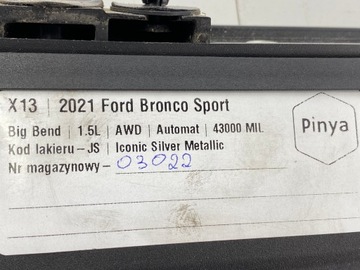 X13 | 2021 Ford Bronco Sport
Big Bend | 1.5L | AWD | Automat | 43000 MIL
Kod lakieru – JS | Iconic Silver Metallic
Nr magazynowy - 03022
Pinya